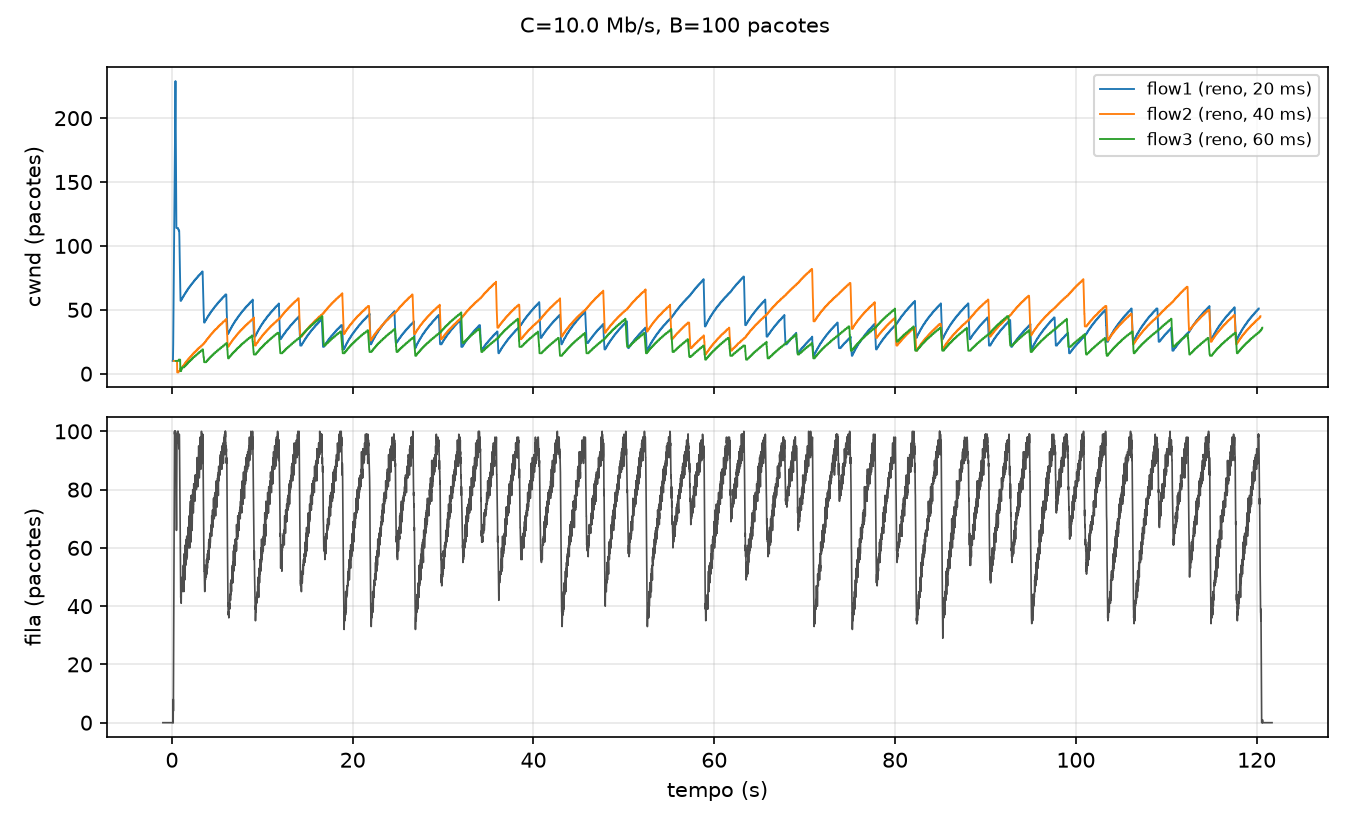 C=10.0 Mb/s, B=100 pacotes
cwnd (pacotes)
200
150
100
50
0
flow1 (reno, 20 ms)
flow2 (reno, 40 ms)
flow3 (reno, 60 ms)
fila (pacotes)
100
80
60
40
20
0
0 20 40 60 80 100 120
tempo (s)